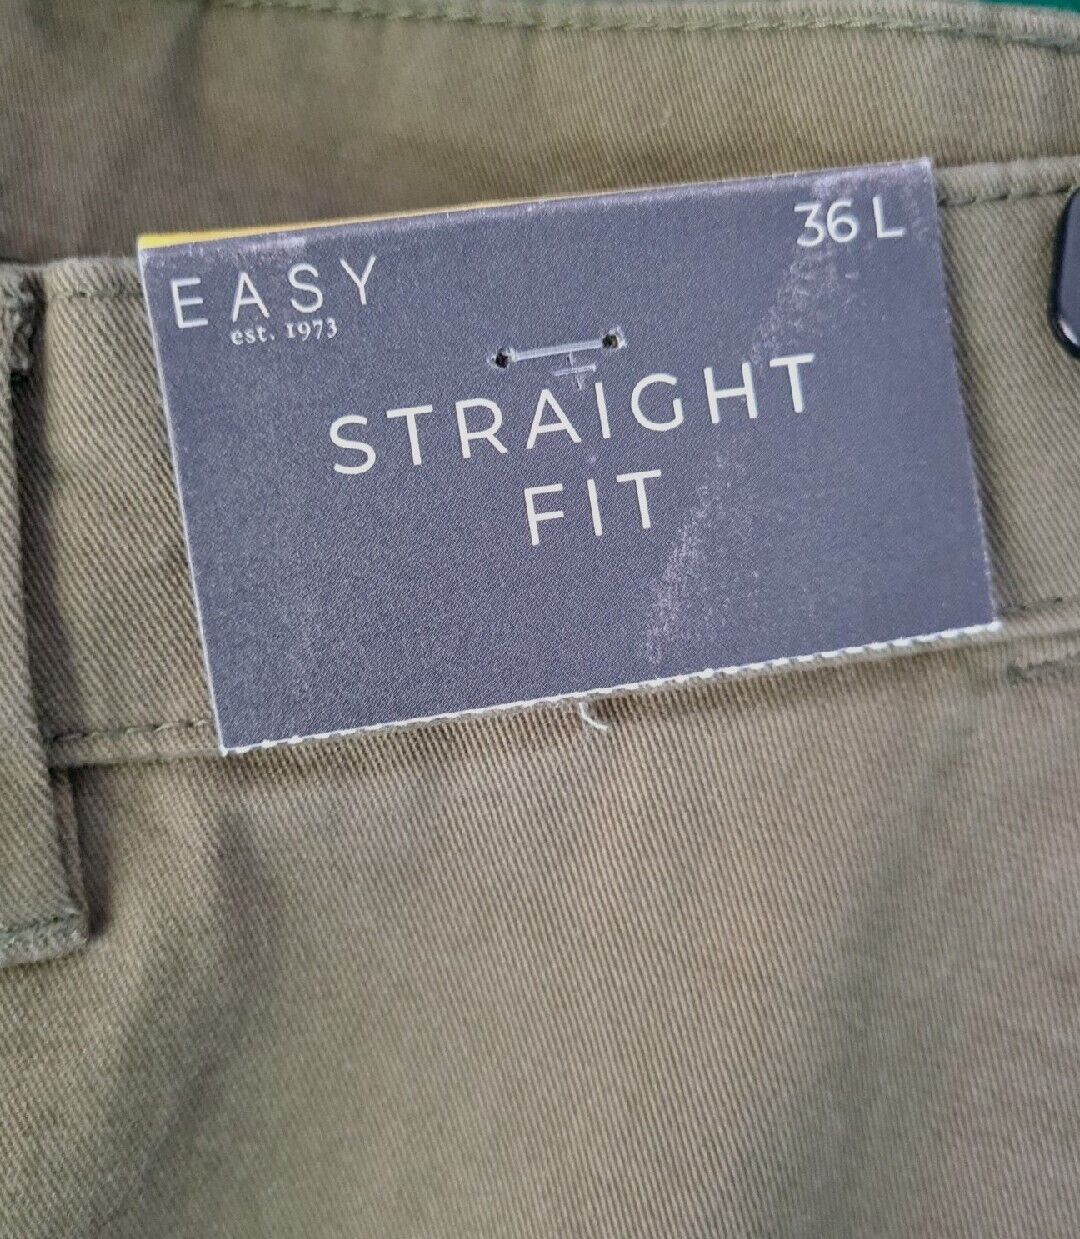 36 L
EASY
est. 1973
STRAIGHT
FIT